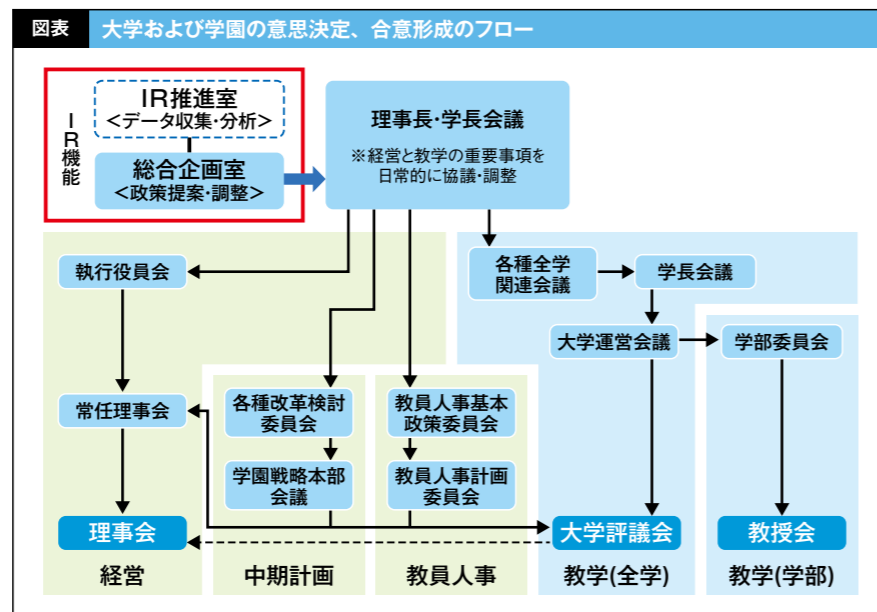 図表
大学および学園の意思決定、合意形成のフロー
IR機能
IR推進室
<データ収集・分析>
総合企画室
<政策提案・調整>
理事長・学長会議
※経営と教学の重要事項を
日常的に協議・調整
執行役員会
各種全学
関連会議
学長会議
大学運営会議
学部委員会
常任理事会
各種改革検討
委員会
教員人事基本
政策委員会
学園戦略本部
会議
教員人事計画
委員会
理事会
大学評議会
教授会
経営
中期計画
教員人事
教学(全学)
教学(学部)